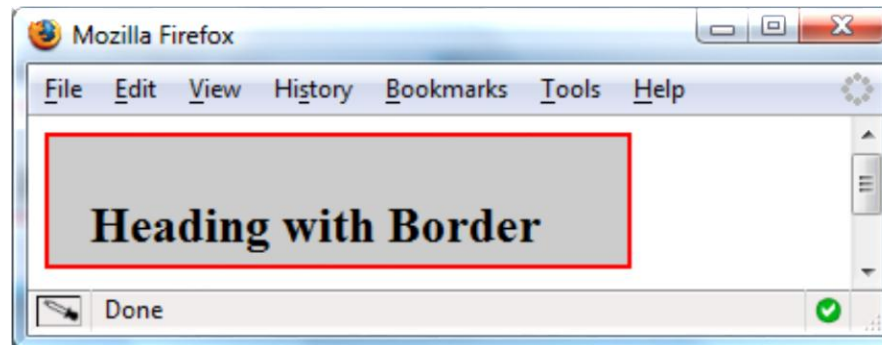 Mozilla Firefox
File Edit View History Bookmarks Tools Help
Heading with Border
Done